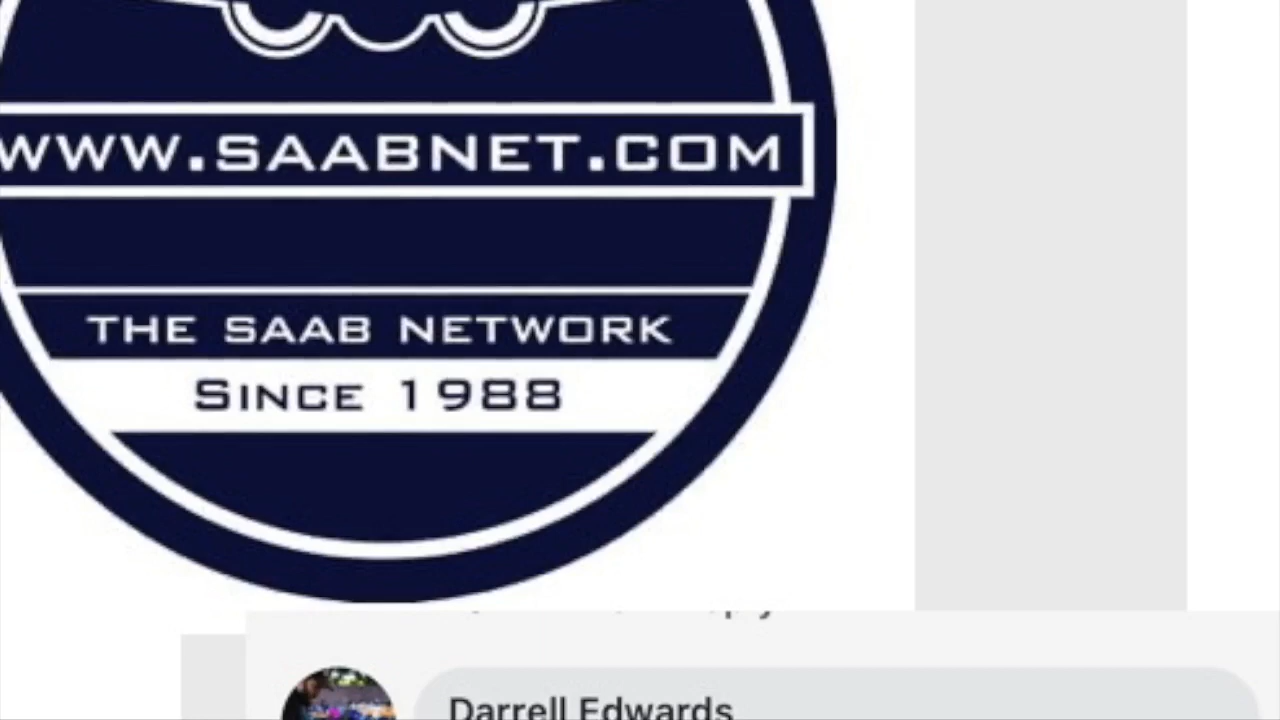 WWW.SAABNET.COM
THE SAAB NETWORK
SINCE 1988
Darrell Edwards